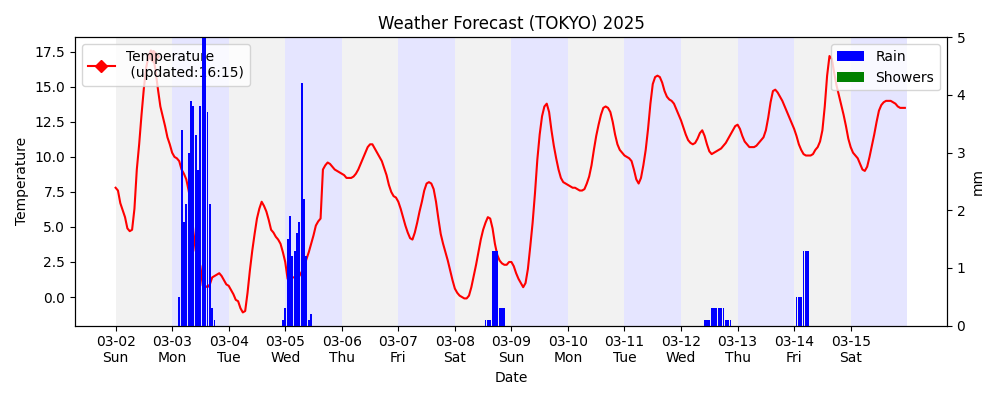 Weather Forecast (TOKYO) 2025
Temperature
(updated:16:15)
Rain
Showers
17.5
15.0
12.5
10.0
7.5
5.0
2.5
0.0
Temperature
5
4
3
2
1
0
mm
03-02 03-03 03-04 03-05 03-06 03-07 03-08 03-09 03-10 03-11 03-12 03-13 03-14 03-15
Sun Mon Tue Wed Thu Fri Sat Sun Mon Tue Wed Thu Fri Sat
Date